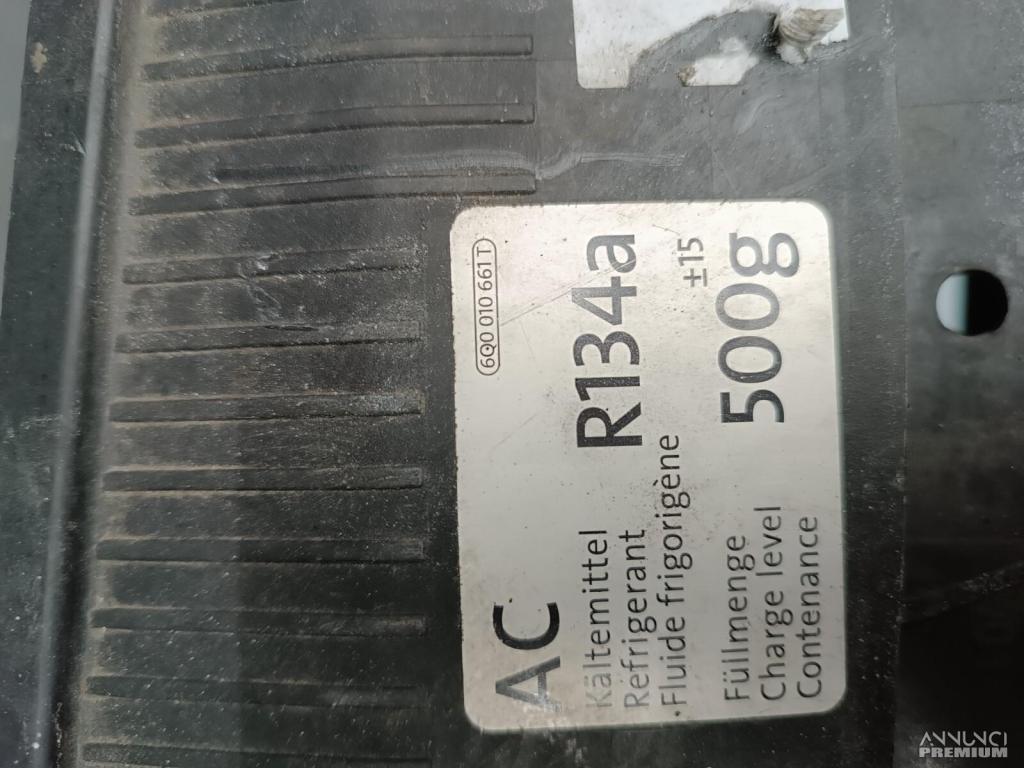 6Q0 010 661 T
AC
Kältemittel
Refrigerant R134a
Fluide frigorigène
±15
Füllmenge
Charge level 500g
Contenance
ANNUNCI
PREMIUM